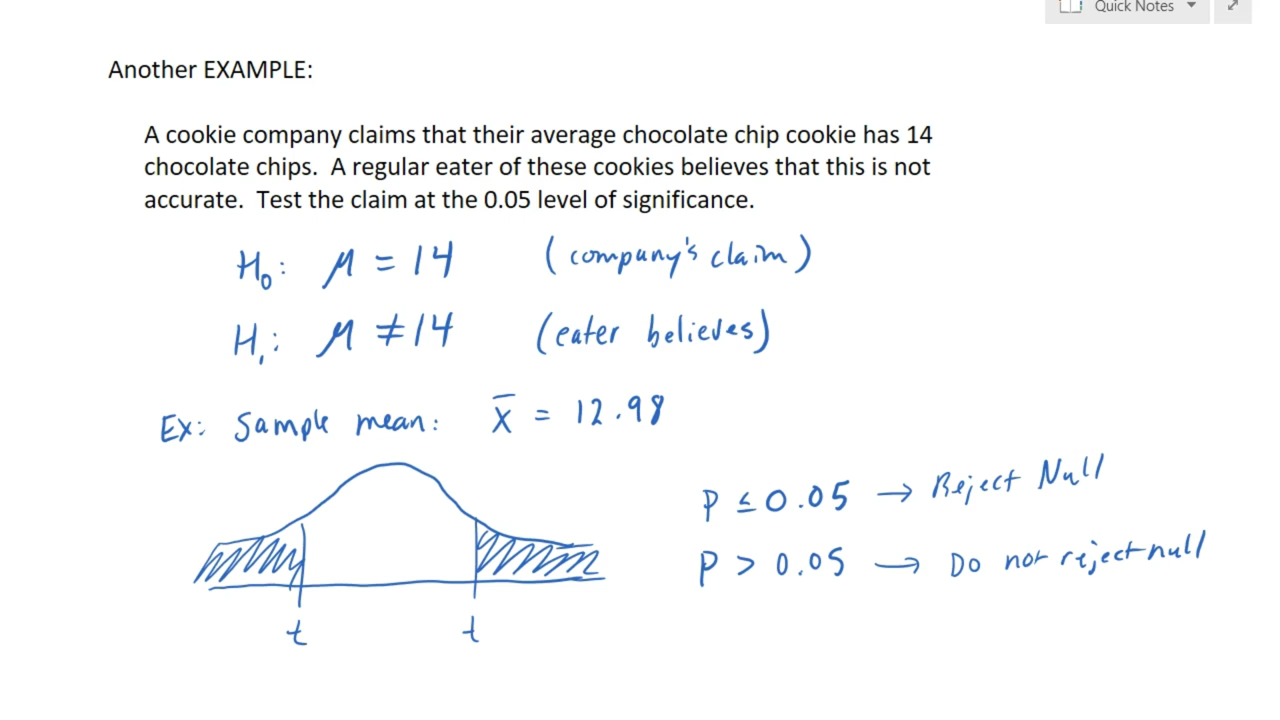 Quick Notes
Another EXAMPLE:
A cookie company claims that their average chocolate chip cookie has 14
chocolate chips.  A regular eater of these cookies believes that this is not
accurate.  Test the claim at the 0.05 level of significance.
H₀: μ = 14 (company's claim)
H₁: μ ≠ 14 (eater believes)
Ex: Sample mean: x̄ = 12.98
P ≤ 0.05 → Reject Null
P > 0.05 → Do not reject null
t t